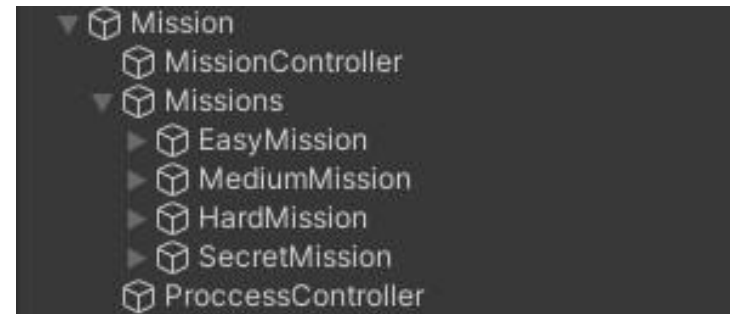 Mission
MissionController
Missions
EasyMission
MediumMission
HardMission
SecretMission
ProccessController